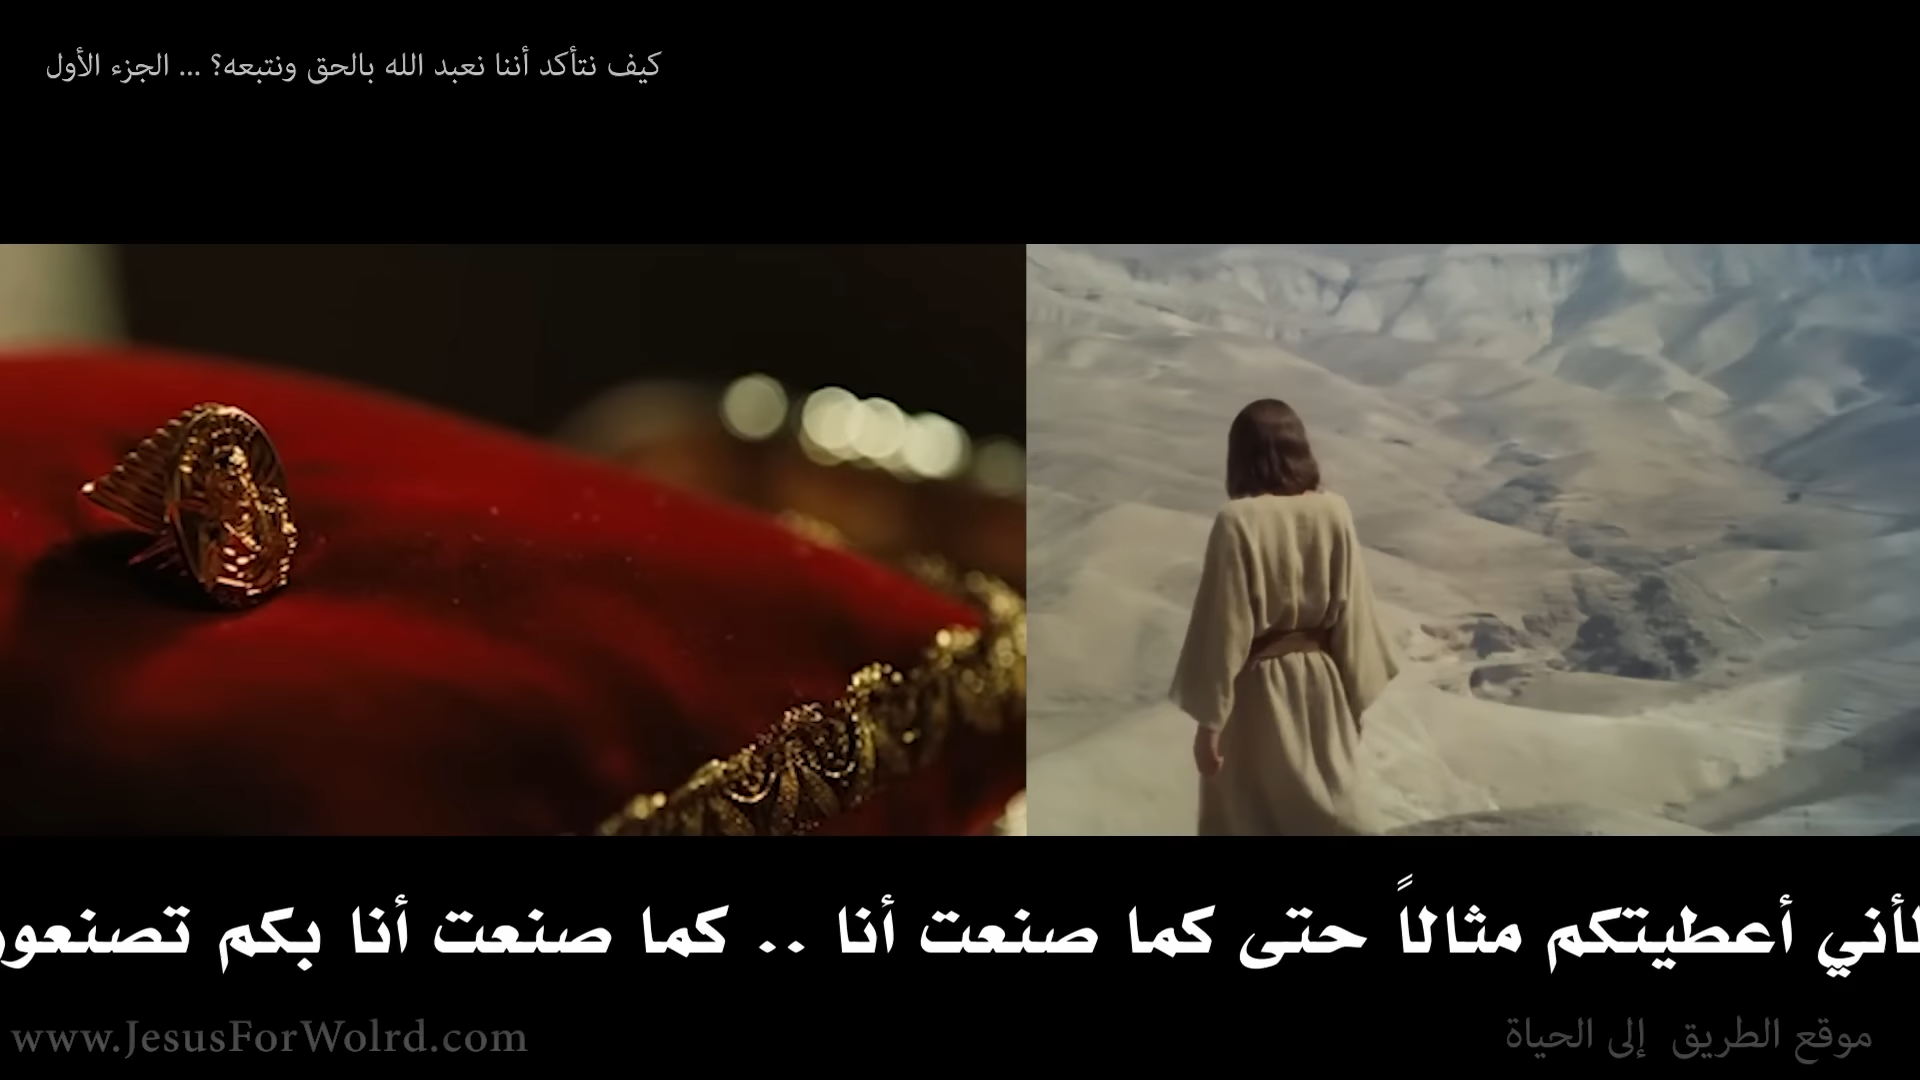 كيف نتأكد أننا نعبد الله بالحق ونتبعه؟ ... الجزء الأول
لأني أعطيتكم مثالاً حتى كما صنعت أنا .. كما صنعت أنا بكم تصنعو
www.JesusForWolrd.com
موقع الطريق إلى الحياة